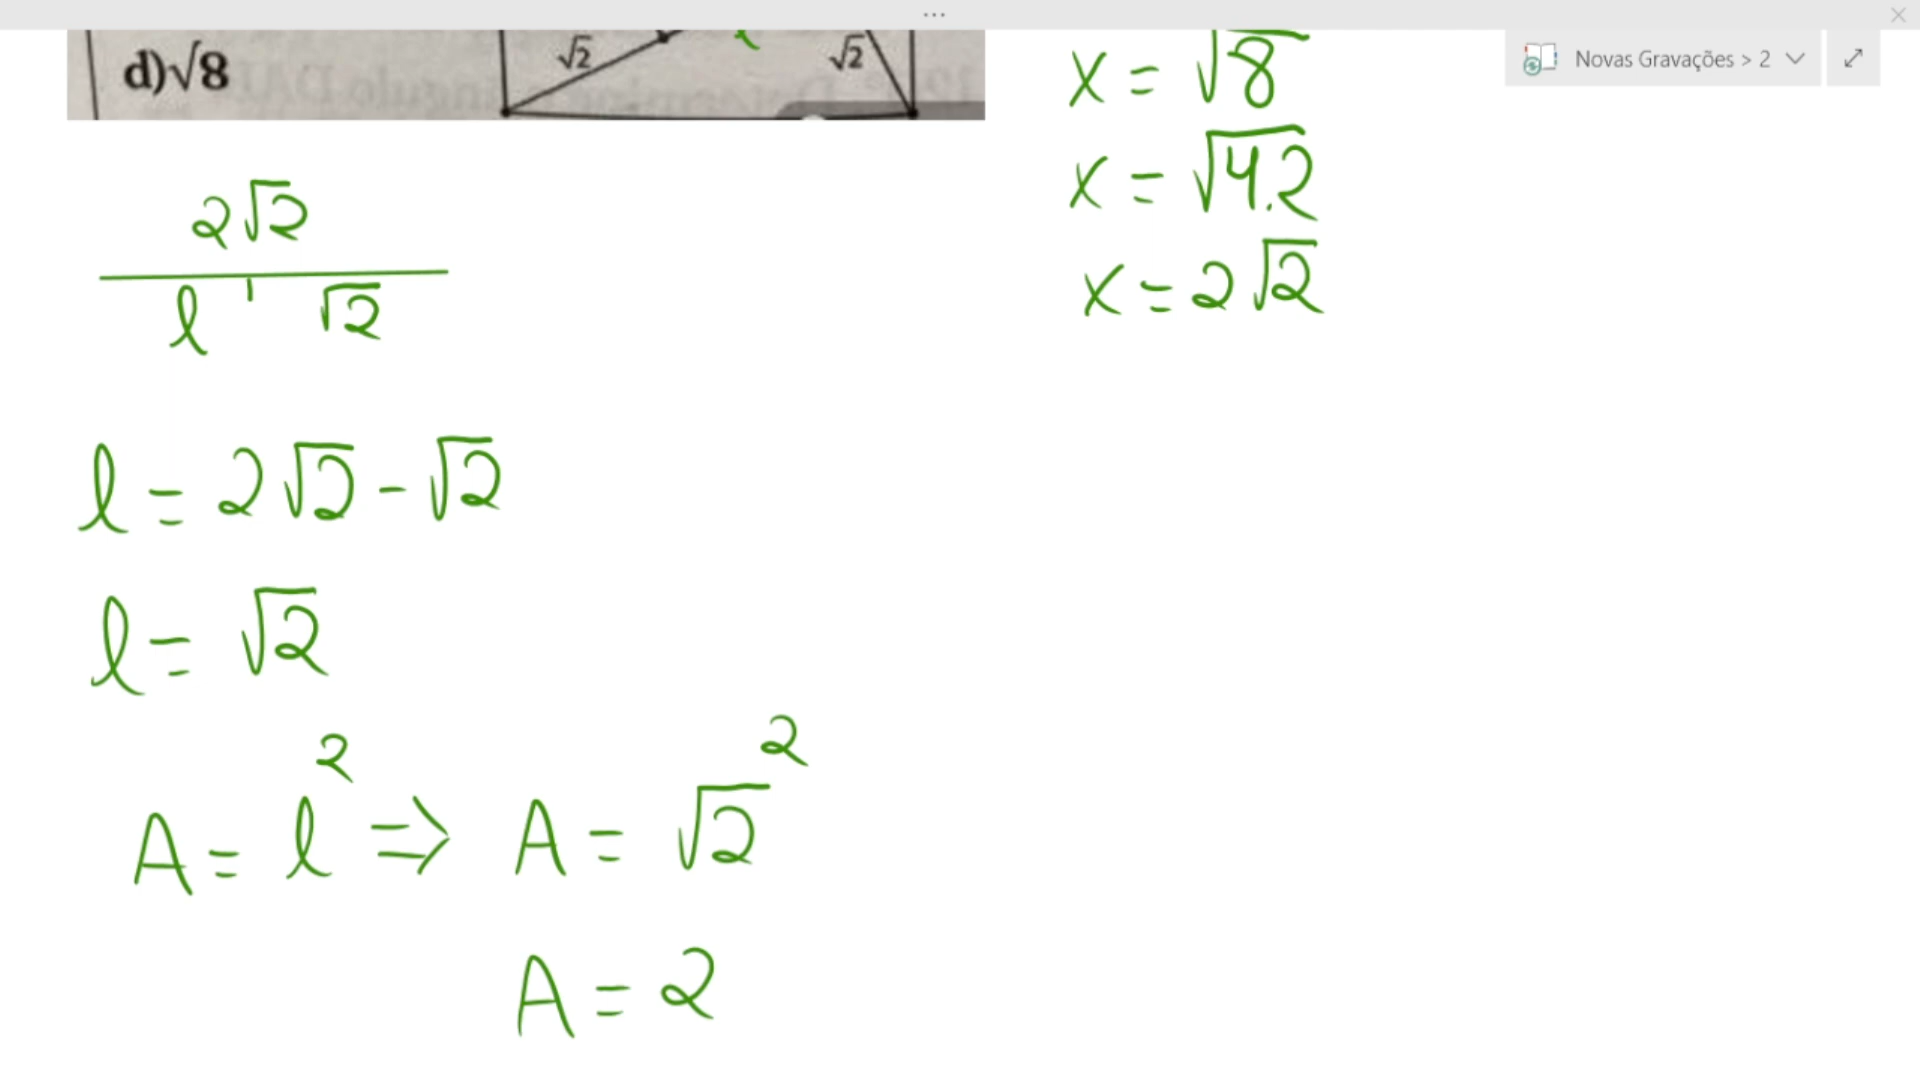 Novas Gravações > 2
d)√8
√2
√2
x = √8
x = √4.2
x = 2√2
2√2
l √2
l = 2√2 - √2
l = √2
A = l² => A = √2²
A = 2